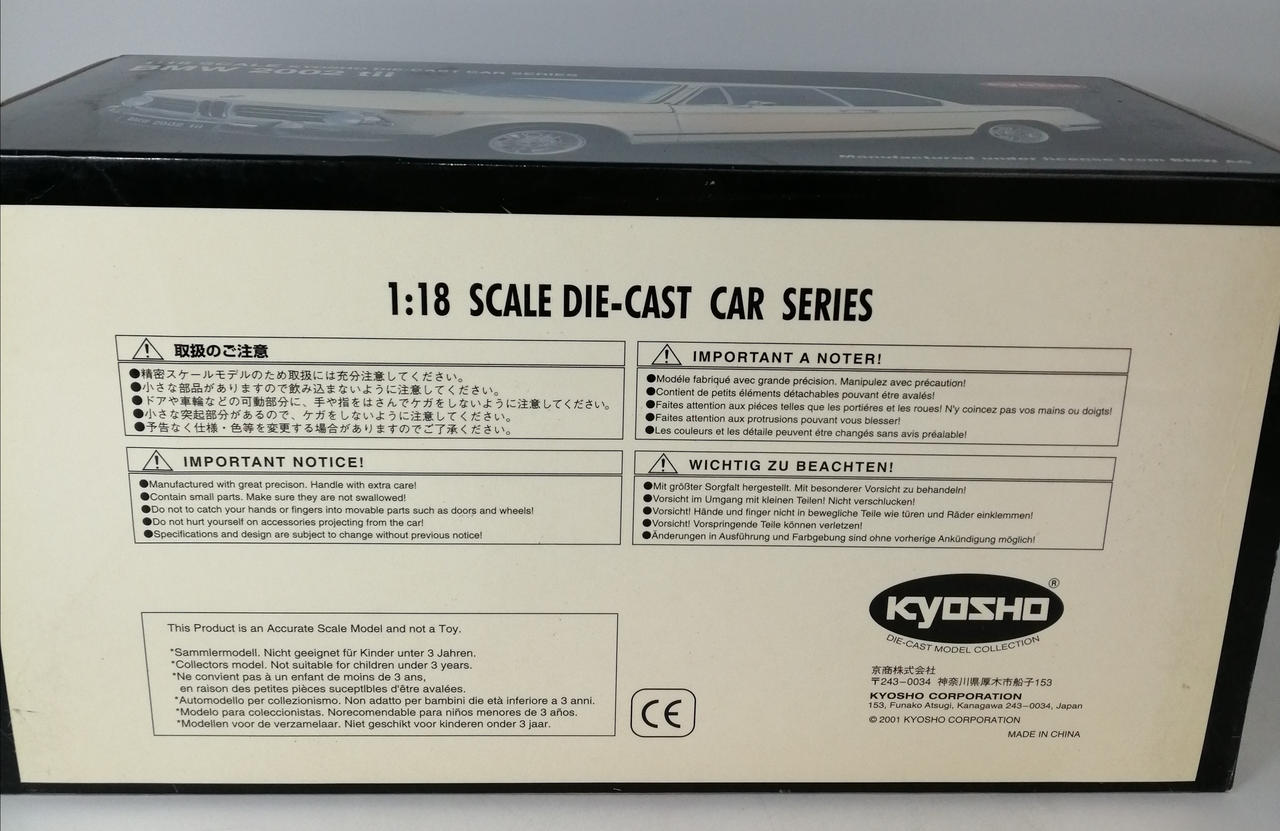 1:18 SCALE KYOSHO DIE-CAST CAR SERIES
BMW 2002 tii
BMW 2002 tii
Manufactured under license from BMW AG
1:18 SCALE DIE-CAST CAR SERIES
取扱のご注意
●精密スケールモデルのため取扱には充分注意してください。
●小さな部品がありますので飲み込まないように注意してください。
●ドアや車輪などの可動部分に、手や指をはさんでケガをしないように注意してください。
●小さな突起部分があるので、ケガをしないように注意してください。
●予告なく仕様・色等を変更する場合がありますのでご了承ください。
IMPORTANT A NOTER!
●Modéle fabriqué avec grande précision. Manipulez avec précaution!
●Contient de petits éléments détachables pouvant étre avalés!
●Faites attention aux piéces telles que les portiéres et les roues! N'y coincez pas vos mains ou doigts!
●Faites attention aux protrusions pouvant vous blesser!
●Les couleurs et les détaile peuvent étre changés sans avis préalable!
IMPORTANT NOTICE!
●Manufactured with great precison. Handle with extra care!
●Contain small parts. Make sure they are not swallowed!
●Do not to catch your hands or fingers into movable parts such as doors and wheels!
●Do not hurt yourself on accessories projecting from the car!
●Specifications and design are subject to change without previous notice!
WICHTIG ZU BEACHTEN!
●Mit größter Sorgfalt hergestellt. Mit besonderer Vorsicht zu behandeln!
●Vorsicht im Umgang mit kleinen Teilen! Nicht verschlucken!
●Vorsicht! Hände und finger nicht in bewegliche Teile wie türen und Räder einklemmen!
●Vorsicht! Vorspringende Teile können verletzen!
●Änderungen in Ausführung und Farbgebung sind ohne vorherige Ankündigung möglich!
This Product is an Accurate Scale Model and not a Toy.
*Sammlermodell. Nicht geeignet für Kinder unter 3 Jahren.
*Collectors model. Not suitable for children under 3 years.
*Ne convient pas à un enfant de moins de 3 ans,
en raison des petites pièces suceptlbles d'être avalées.
*Automodello per collezionismo. Non adatto per bambini die età inferiore a 3 anni.
*Modelo para coleccionistas. Norecomendable para niños menores de 3 años.
*Modellen voor de verzamelaar. Niet geschikt voor kinderen onder 3 jaar.
CE
KYOSHO ®
DIE-CAST MODEL COLLECTION
京商株式会社
〒243-0034 神奈川県厚木市船子153
KYOSHO CORPORATION
153, Funako Atsugi, Kanagawa 243-0034, Japan
© 2001 KYOSHO CORPORATION
MADE IN CHINA